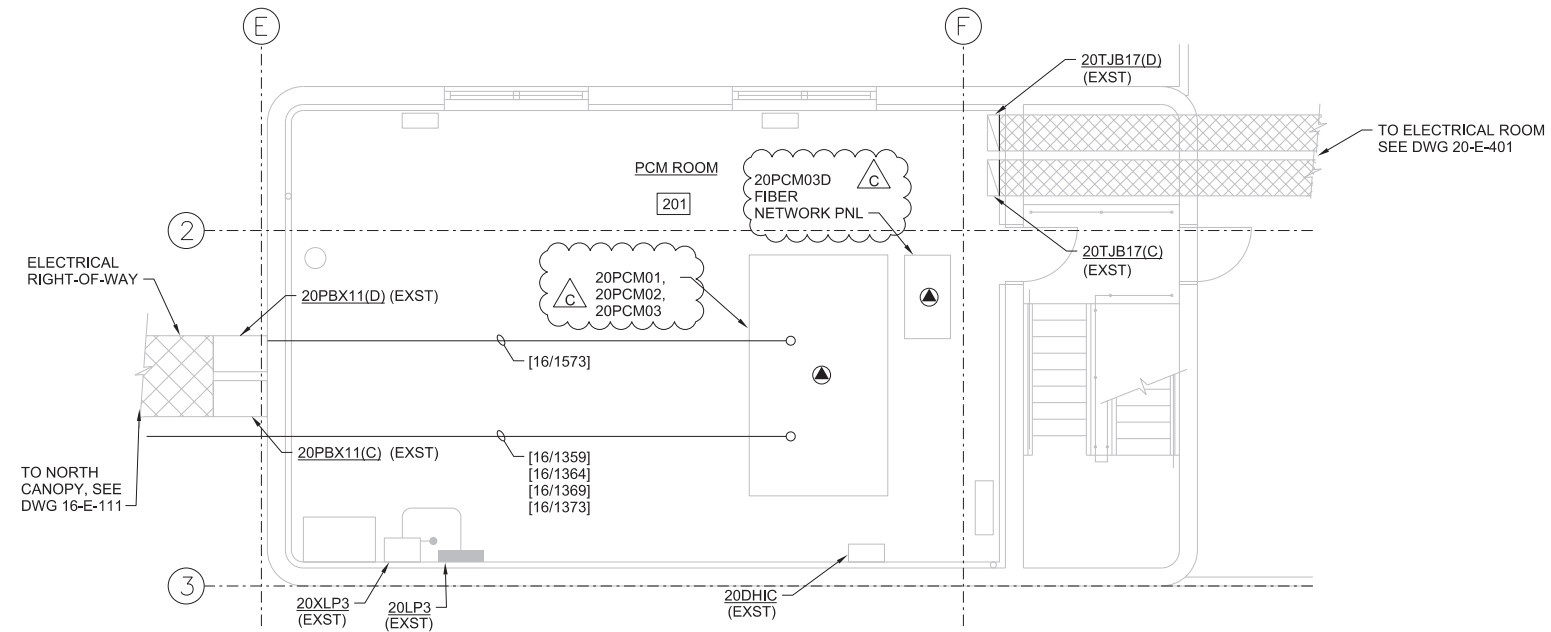 E
F
20TJB17(D)
(EXST)
TO ELECTRICAL ROOM
SEE DWG 20-E-401
PCM ROOM
201
20PCM03D
FIBER
NETWORK PNL
C
2
20TJB17(C)
(EXST)
ELECTRICAL
RIGHT-OF-WAY
20PBX11(D) (EXST)
C
20PCM01,
20PCM02,
20PCM03
[16/1573]
20PBX11(C) (EXST)
[16/1359]
[16/1364]
[16/1369]
[16/1373]
TO NORTH
CANOPY, SEE
DWG 16-E-111
3
20XLP3
(EXST)
20LP3
(EXST)
20DHIC
(EXST)